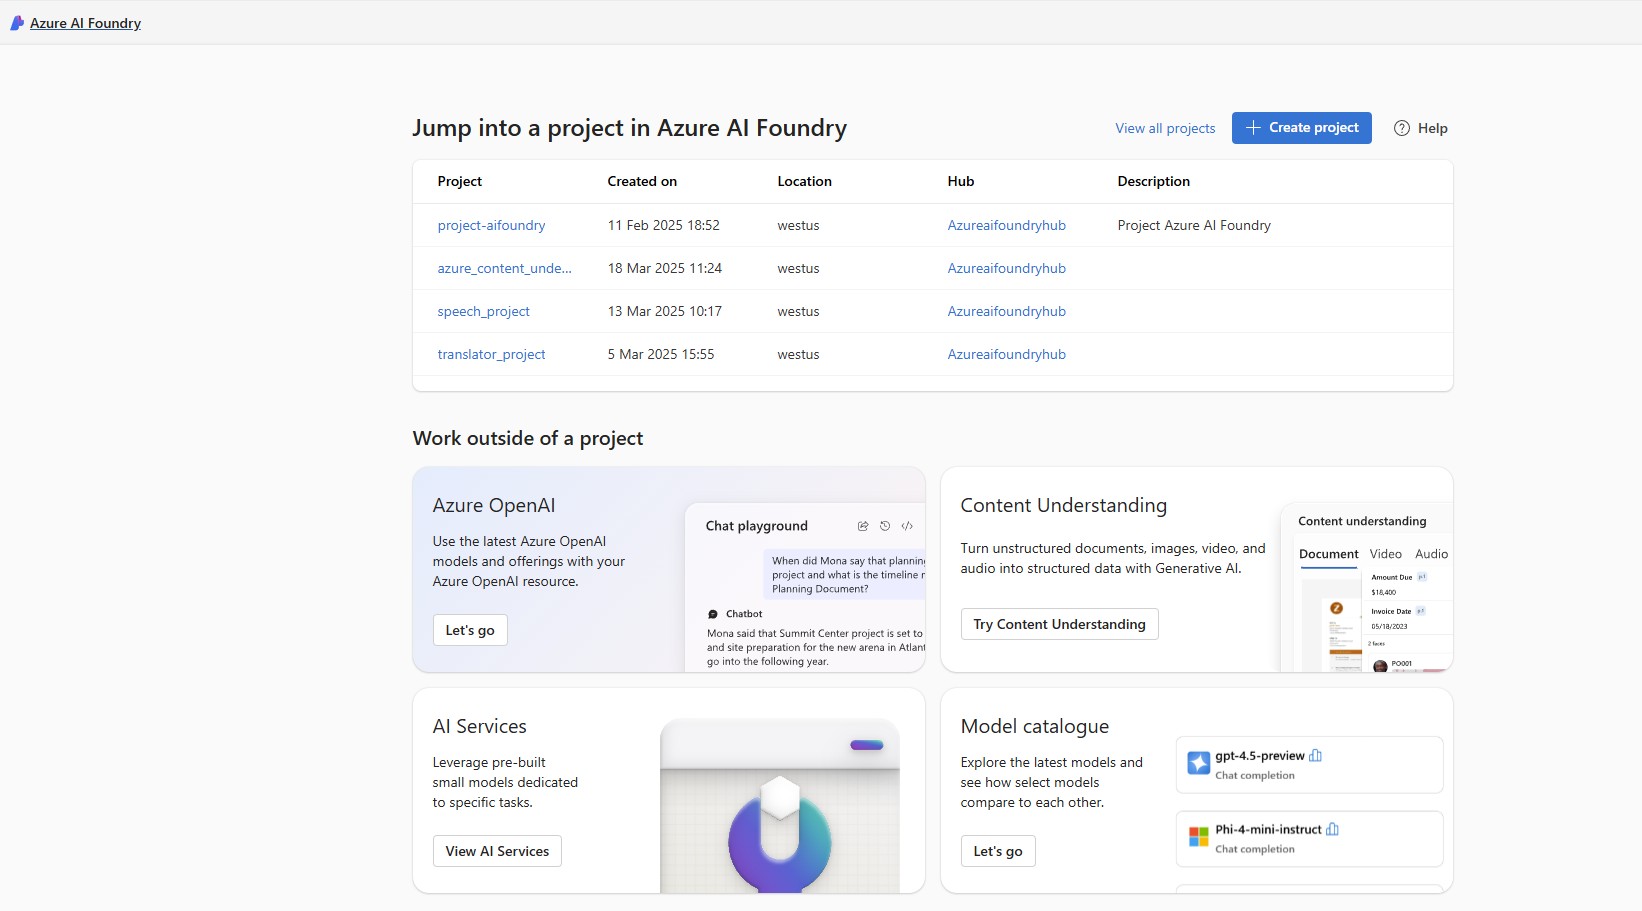 Azure AI Foundry
Jump into a project in Azure AI Foundry
View all projects
Create project
Help
Project Created on Location Hub Description
project-aifoundry 11 Feb 2025 18:52 westus Azureaifoundryhub Project Azure AI Foundry
azure_content_unde... 18 Mar 2025 11:24 westus Azureaifoundryhub
speech_project 13 Mar 2025 10:17 westus Azureaifoundryhub
translator_project 5 Mar 2025 15:55 westus Azureaifoundryhub
Work outside of a project
Azure OpenAI
Use the latest Azure OpenAI
models and offerings with your
Azure OpenAI resource.
Let's go
Chat playground
When did Mona say that planning
project and what is the timeline
Planning Document?
Chatbot
Mona said that Summit Center project is set to
and site preparation for the new arena in Atlant
go into the following year.
Content Understanding
Turn unstructured documents, images, video, and
audio into structured data with Generative AI.
Try Content Understanding
Content understanding
Document Video Audio
Amount Due p.1
$18,400
Invoice Date p.1
05/18/2023
2 faces
PO001
AI Services
Leverage pre-built
small models dedicated
to specific tasks.
View AI Services
Model catalogue
Explore the latest models and
see how select models
compare to each other.
Let's go
gpt-4.5-preview
Chat completion
Phi-4-mini-instruct
Chat completion